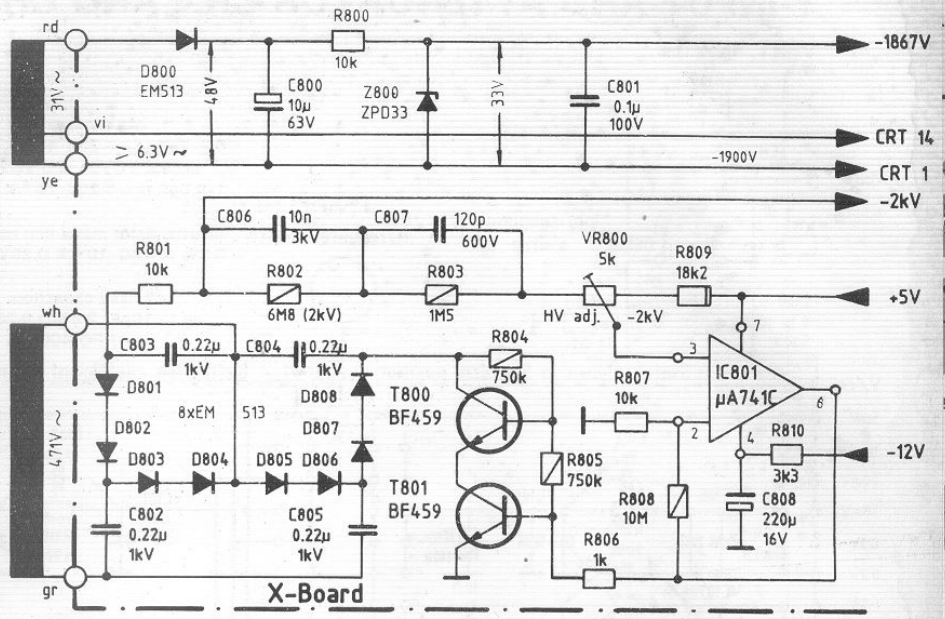 rd
R800
-1867V
10k
D800
EM513
48V
C800
10µ
63V
Z800
ZPD33
33V
C801
0.1µ
100V
31V ~
vi
CRT 14
6.3V ~
-1900V
ye
CRT 1
-2kV
C806
10n
3kV
C807
120p
600V
VR800
5k
R809
18k2
R801
10k
R802
R803
+5V
6M8 (2kV)
1M5
HV adj.
-2kV
wh
7
C803
0.22µ
1kV
C804
0.22µ
1kV
R804
750k
3
IC801
µA741C
D801
D808
T800
BF459
R807
10k
6
8xEM 513
D802
D807
2
4
R810
3k3
-12V
471V ~
D803
D804
D805
D806
T801
BF459
R805
750k
R808
10M
C808
220µ
16V
C802
0.22µ
1kV
C805
0.22µ
1kV
R806
1k
gr
X-Board